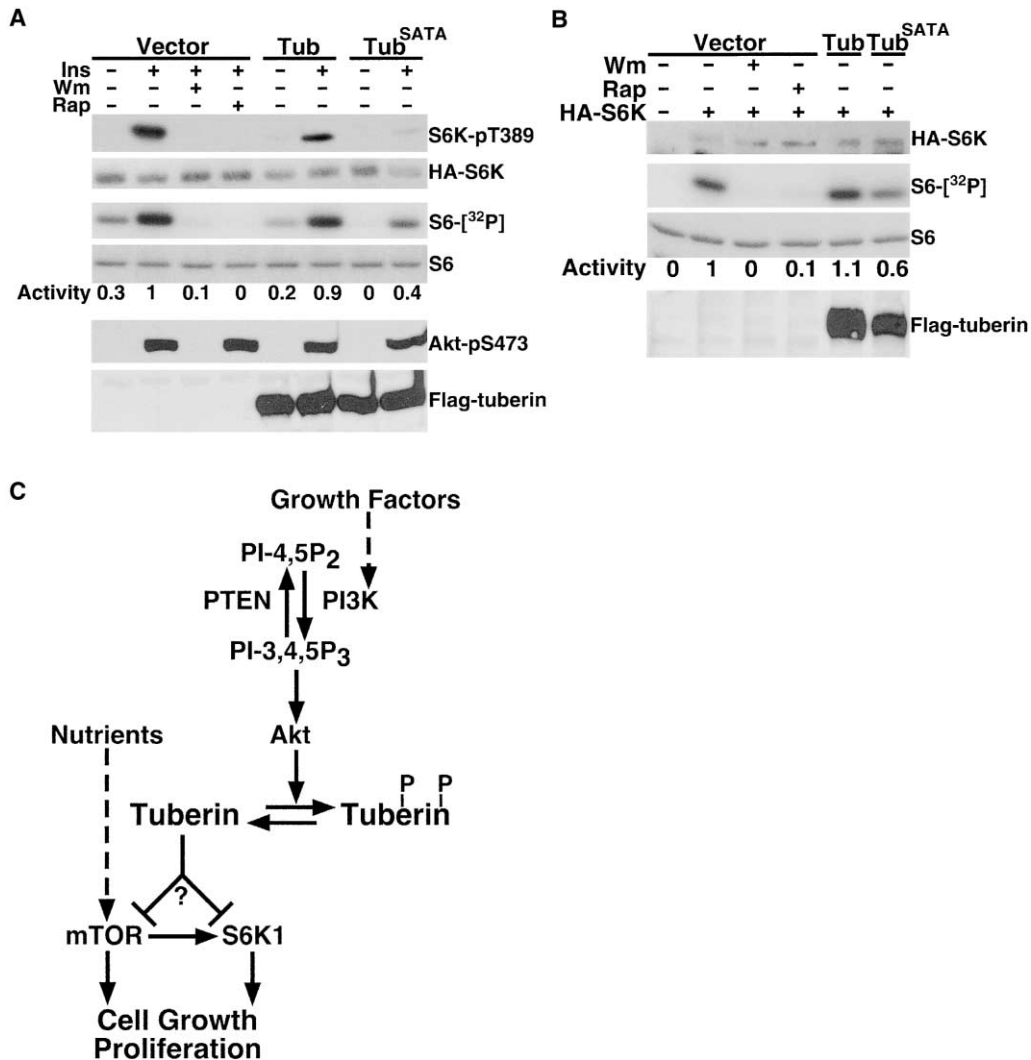 A
Vector Tub Tub^SATA
Ins − + + + − + − +
Wm − − + − − − − −
Rap − − − + − − − −
S6K-pT389
HA-S6K
S6-[³²P]
S6
Activity 0.3 1 0.1 0 0.2 0.9 0 0.4
Akt-pS473
Flag-tuberin
B
Vector Tub Tub^SATA
Wm − − + − − −
Rap − − − + − −
HA-S6K − + + + + +
HA-S6K
S6-[³²P]
S6
Activity 0 1 0 0.1 1.1 0.6
Flag-tuberin
C
Growth Factors
PI-4,5P₂
PTEN PI3K
PI-3,4,5P₃
Nutrients Akt
P P
Tuberin Tuberin
?
mTOR S6K1
Cell Growth
Proliferation